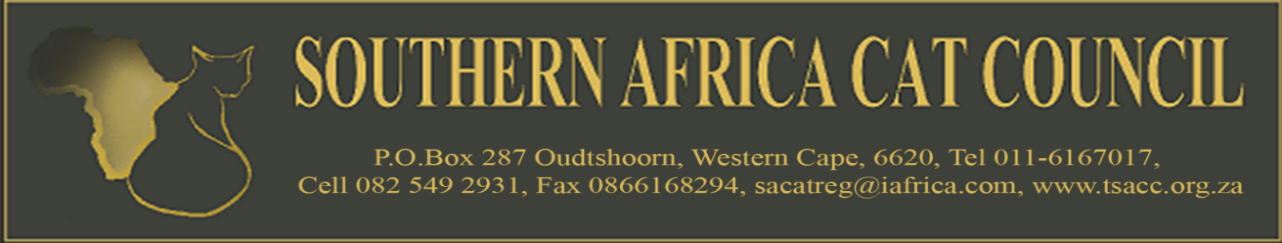 SOUTHERN AFRICA CAT COUNCIL
P.O.Box 287 Oudtshoorn, Western Cape, 6620, Tel 011-6167017,
Cell 082 549 2931, Fax 0866168294, sacatreg@iafrica.com, www.tsacc.org.za